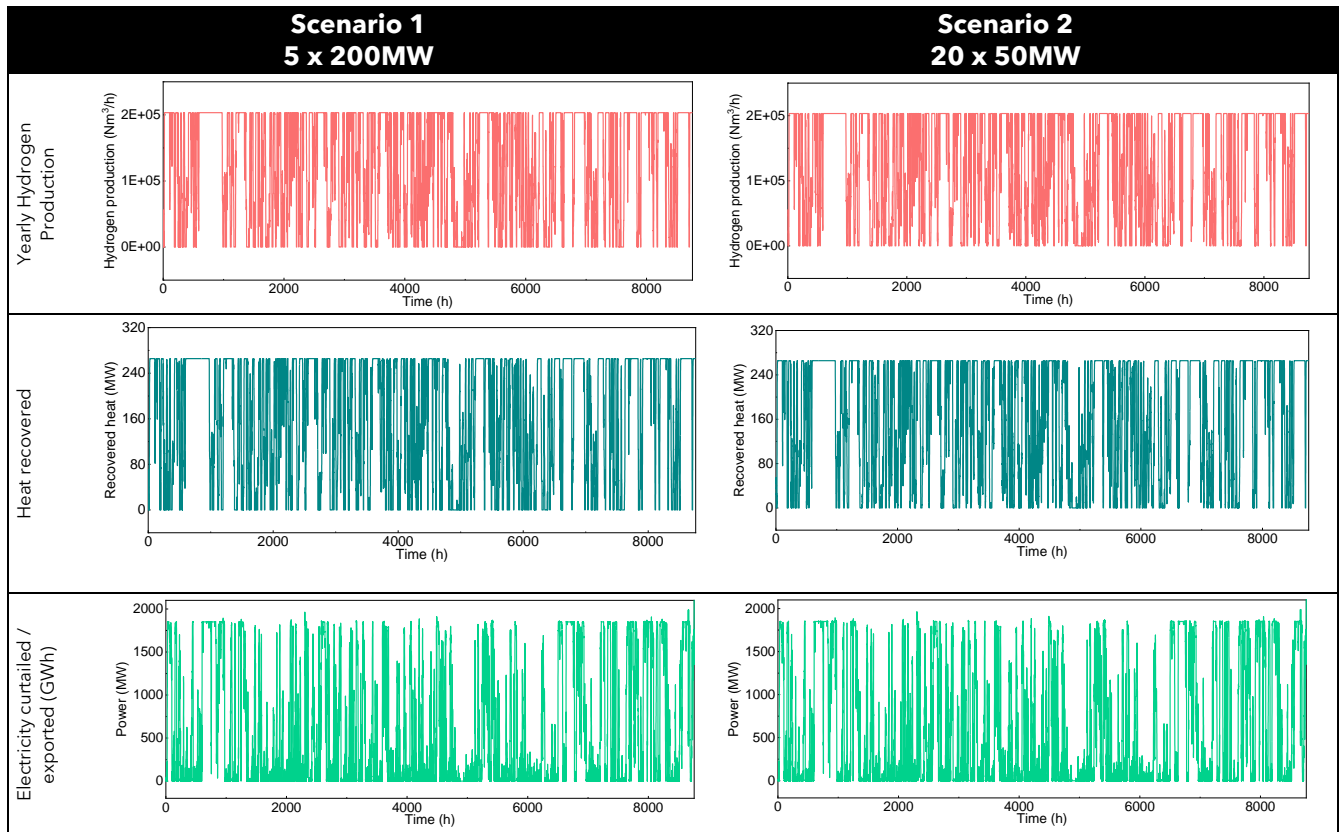 Scenario 1
5 x 200MW
Scenario 2
20 x 50MW
Yearly Hydrogen
Production
Hydrogen production (Nm³/h)
2E+05
1E+05
0E+00
0 2000 4000 6000 8000
Time (h)
Hydrogen production (Nm³/h)
2E+05
1E+05
0E+00
0 2000 4000 6000 8000
Time (h)
Heat recovered
Recovered heat (MW)
320
240
160
80
0
0 2000 4000 6000 8000
Time (h)
Recovered heat (MW)
320
240
160
80
0
0 2000 4000 6000 8000
Time (h)
Electricity curtailed /
exported (GWh)
Power (MW)
2000
1500
1000
500
0
0 2000 4000 6000 8000
Time (h)
Power (MW)
2000
1500
1000
500
0
0 2000 4000 6000 8000
Time (h)